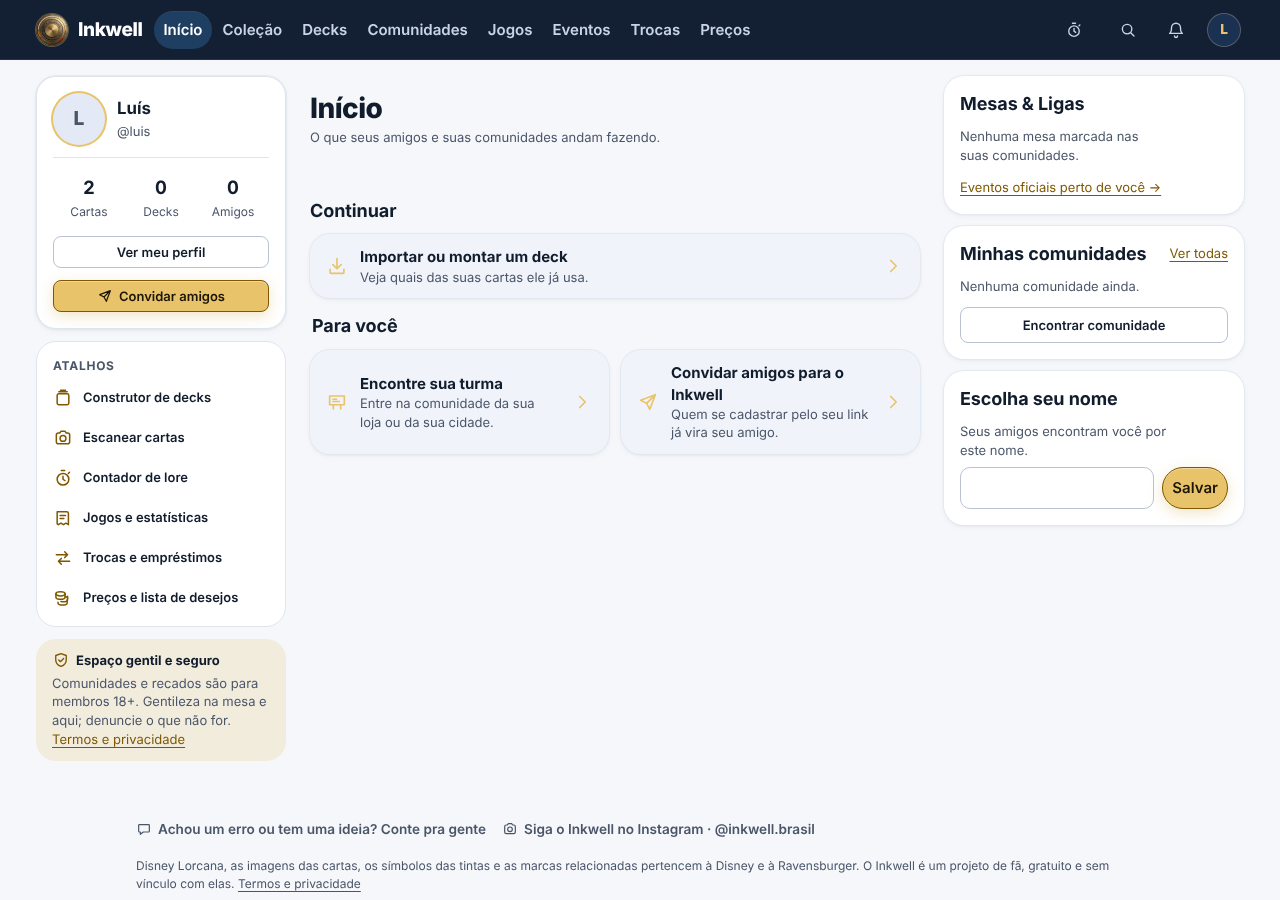 Inkwell
Início
Coleção
Decks
Comunidades
Jogos
Eventos
Trocas
Preços
L
L
Luís
@luis
2
0
0
Cartas
Decks
Amigos
Ver meu perfil
Convidar amigos
ATALHOS
Construtor de decks
Escanear cartas
Contador de lore
Jogos e estatísticas
Trocas e empréstimos
Preços e lista de desejos
Espaço gentil e seguro
Comunidades e recados são para
membros 18+. Gentileza na mesa e
aqui; denuncie o que não for.
Termos e privacidade
Início
O que seus amigos e suas comunidades andam fazendo.
Continuar
Importar ou montar um deck
Veja quais das suas cartas ele já usa.
Para você
Encontre sua turma
Entre na comunidade da sua
loja ou da sua cidade.
Convidar amigos para o
Inkwell
Quem se cadastrar pelo seu link
já vira seu amigo.
Mesas & Ligas
Nenhuma mesa marcada nas
suas comunidades.
Eventos oficiais perto de você →
Minhas comunidades
Ver todas
Nenhuma comunidade ainda.
Encontrar comunidade
Escolha seu nome
Seus amigos encontram você por
este nome.
Salvar
Achou um erro ou tem uma ideia? Conte pra gente
Siga o Inkwell no Instagram · @inkwell.brasil
Disney Lorcana, as imagens das cartas, os símbolos das tintas e as marcas relacionadas pertencem à Disney e à Ravensburger. O Inkwell é um projeto de fã, gratuito e sem
vínculo com elas. Termos e privacidade